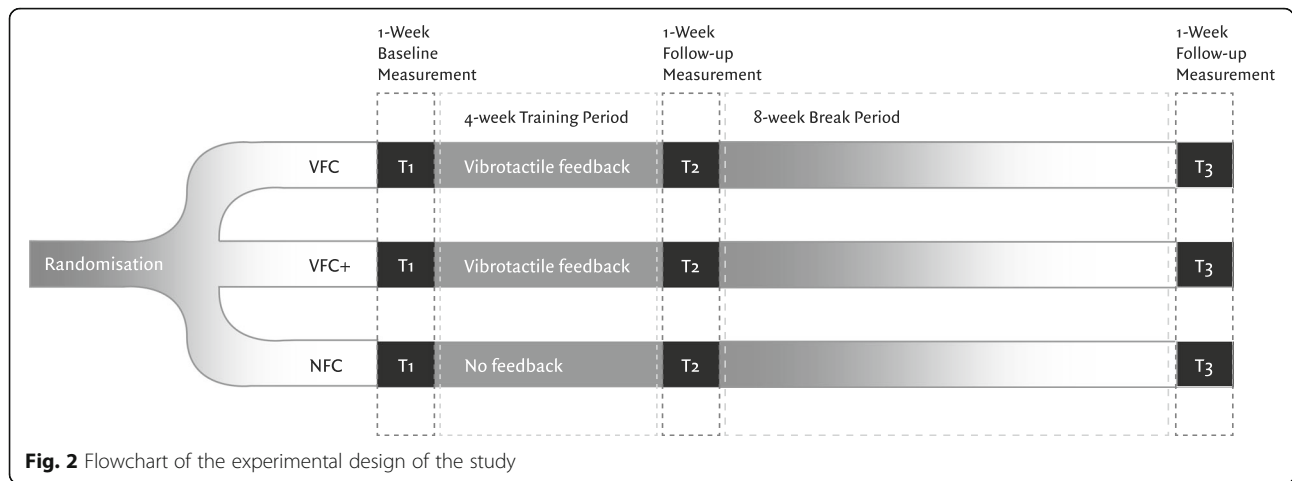 1-Week
Baseline
Measurement
1-Week
Follow-up
Measurement
1-Week
Follow-up
Measurement
4-week Training Period
8-week Break Period
VFC
T1
Vibrotactile feedback
T2
T3
Randomisation
VFC+
T1
Vibrotactile feedback
T2
T3
NFC
T1
No feedback
T2
T3
Fig. 2 Flowchart of the experimental design of the study